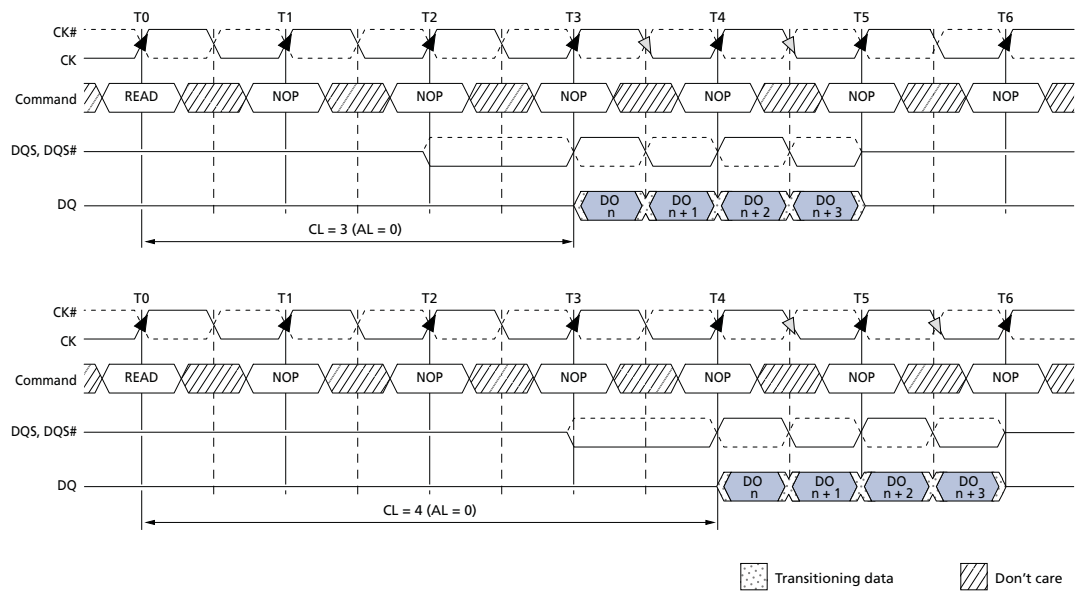 T0 T1 T2 T3 T4 T5 T6
CK#
CK
Command READ NOP NOP NOP NOP NOP NOP
DQS, DQS#
DQ DO n DO n + 1 DO n + 2 DO n + 3
CL = 3 (AL = 0)
T0 T1 T2 T3 T4 T5 T6
CK#
CK
Command READ NOP NOP NOP NOP NOP NOP
DQS, DQS#
DQ DO n DO n + 1 DO n + 2 DO n + 3
CL = 4 (AL = 0)
Transitioning data Don't care